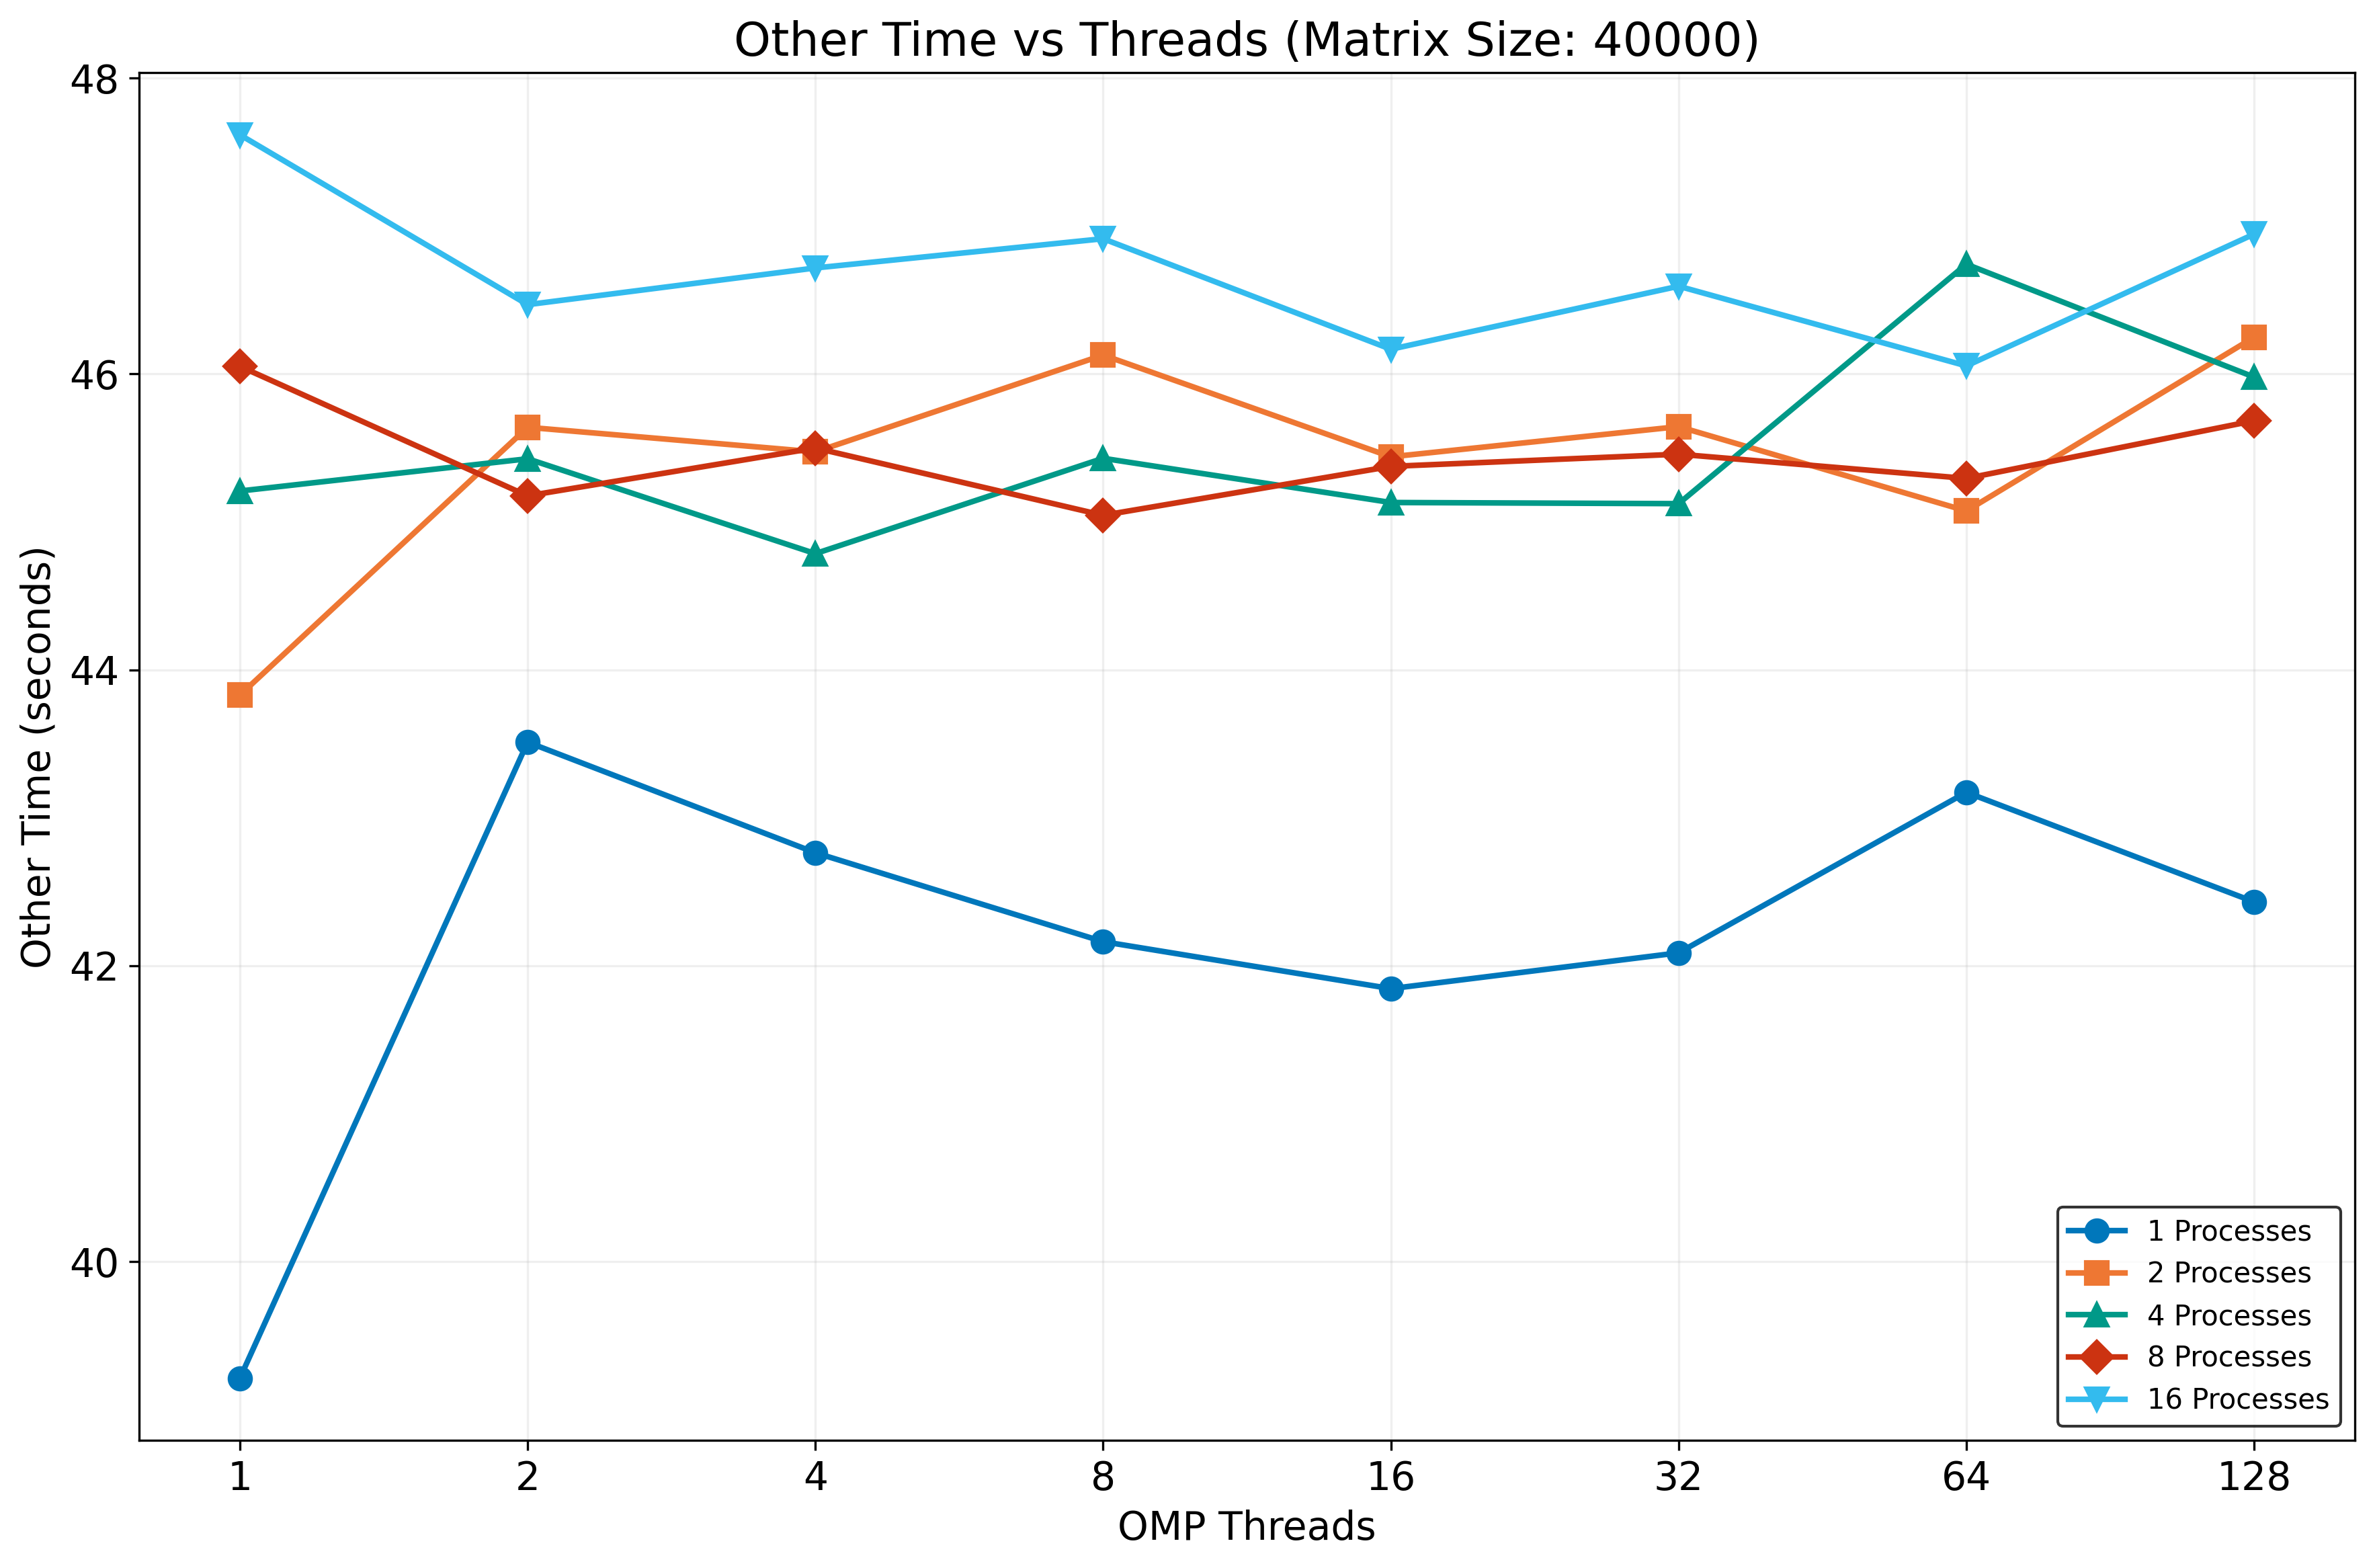 Other Time vs Threads (Matrix Size: 40000)
48
46
44
42
40
Other Time (seconds)
1 Processes
2 Processes
4 Processes
8 Processes
16 Processes
1 2 4 8 16 32 64 128
OMP Threads